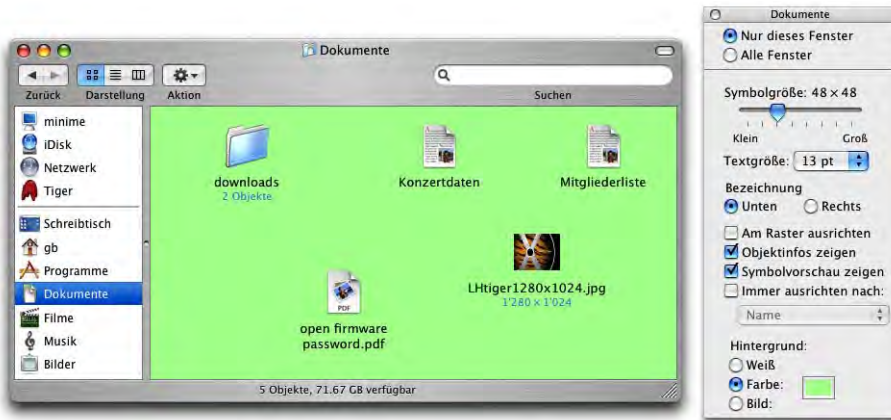 Dokumente
Zurück Darstellung Aktion Suchen
minime
iDisk
Netzwerk
Tiger
Schreibtisch
gb
Programme
Dokumente
Filme
Musik
Bilder
downloads
2 Objekte
Konzertdaten
Mitgliederliste
LHtiger1280x1024.jpg
1'280 × 1'024
PDF
open firmware
password.pdf
5 Objekte, 71.67 GB verfügbar
Dokumente
Nur dieses Fenster
Alle Fenster
Symbolgröße: 48 × 48
Klein Groß
Textgröße: 13 pt
Bezeichnung
Unten Rechts
Am Raster ausrichten
Objektinfos zeigen
Symbolvorschau zeigen
Immer ausrichten nach:
Name
Hintergrund:
Weiß
Farbe:
Bild: